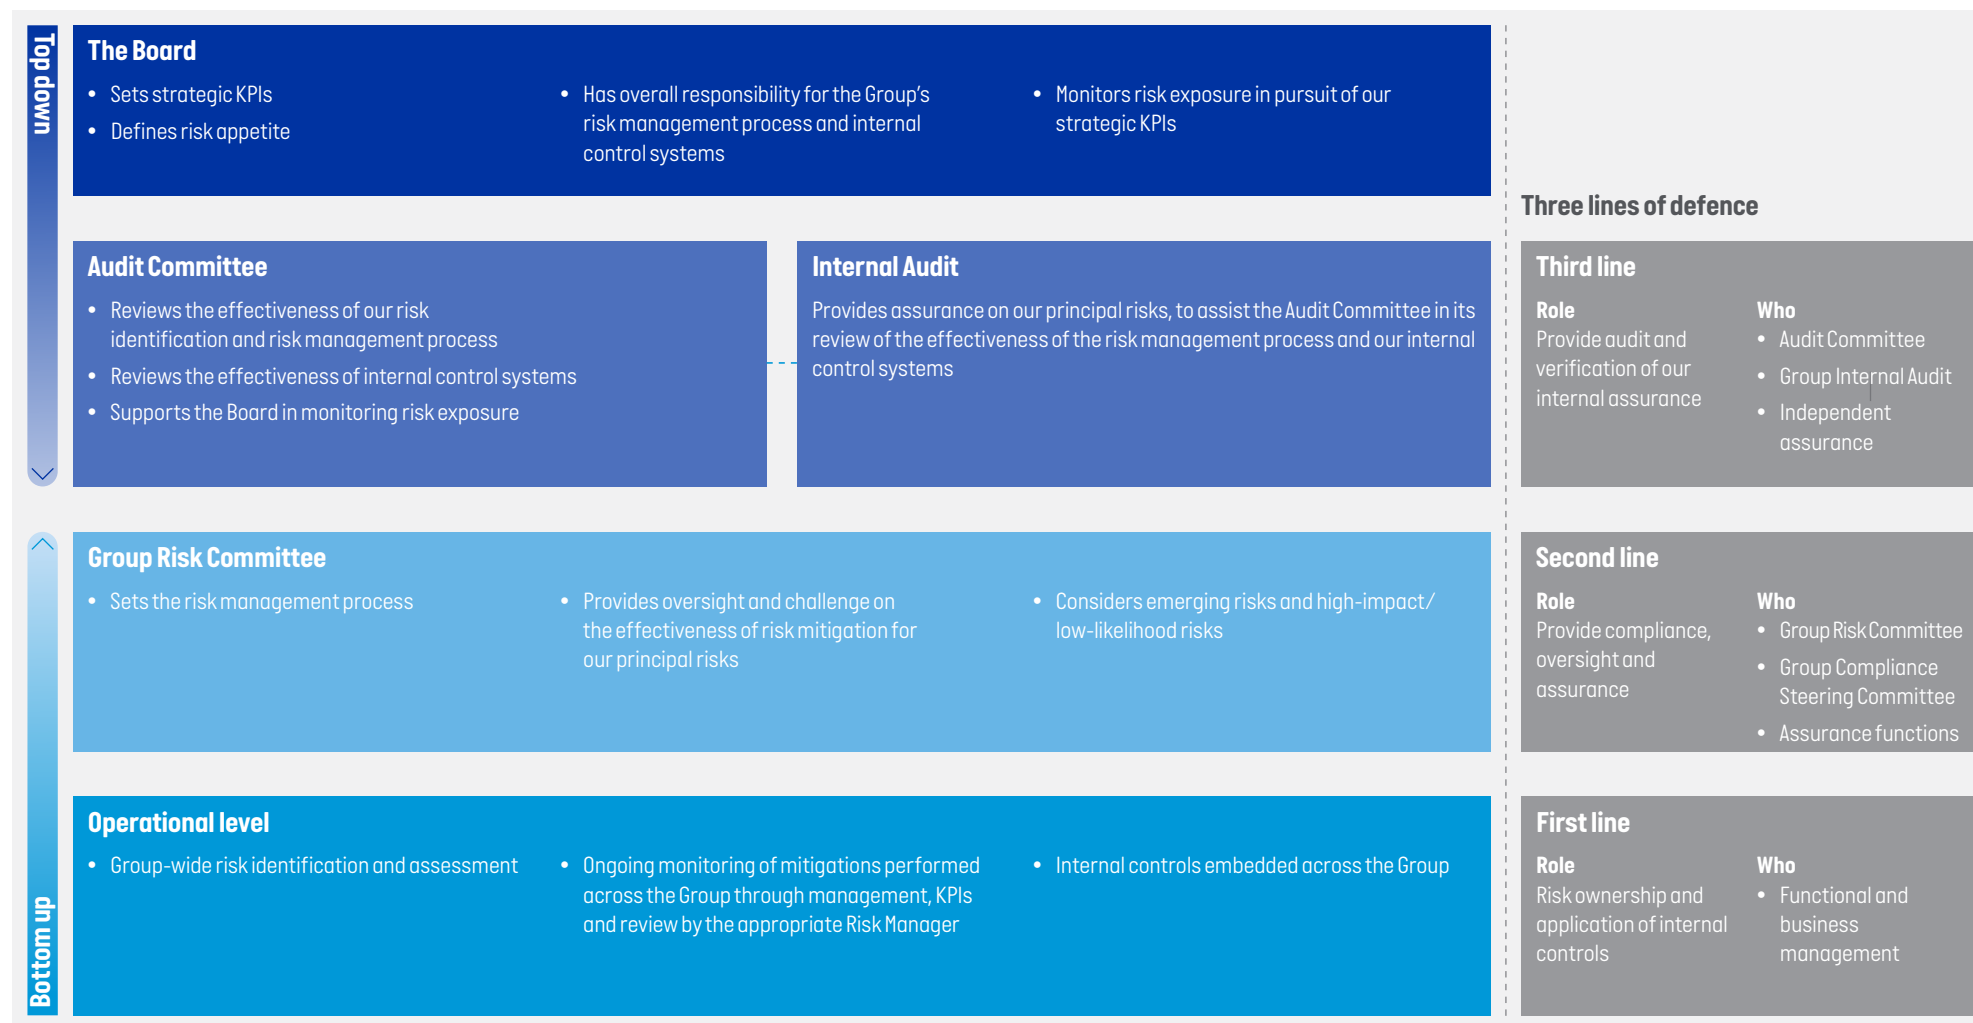 Top down
The Board
• Sets strategic KPIs
• Defines risk appetite
• Has overall responsibility for the Group's
risk management process and internal
control systems
• Monitors risk exposure in pursuit of our
strategic KPIs
Three lines of defence
Audit Committee
• Reviews the effectiveness of our risk
identification and risk management process
• Reviews the effectiveness of internal control systems
• Supports the Board in monitoring risk exposure
Internal Audit
Provides assurance on our principal risks, to assist the Audit Committee in its
review of the effectiveness of the risk management process and our internal
control systems
Third line
Role
Provide audit and
verification of our
internal assurance
Who
• Audit Committee
• Group Internal Audit
• Independent
assurance
Group Risk Committee
• Sets the risk management process
• Provides oversight and challenge on
the effectiveness of risk mitigation for
our principal risks
• Considers emerging risks and high-impact/
low-likelihood risks
Second line
Role
Provide compliance,
oversight and
assurance
Who
• Group Risk Committee
• Group Compliance
Steering Committee
• Assurance functions
Bottom up
Operational level
• Group-wide risk identification and assessment
• Ongoing monitoring of mitigations performed
across the Group through management, KPIs
and review by the appropriate Risk Manager
• Internal controls embedded across the Group
First line
Role
Risk ownership and
application of internal
controls
Who
• Functional and
business
management